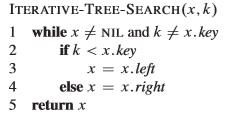 ITERATIVE-TREE-SEARCH(x, k)
1 while x ≠ NIL and k ≠ x.key
2 if k < x.key
3 x = x.left
4 else x = x.right
5 return x